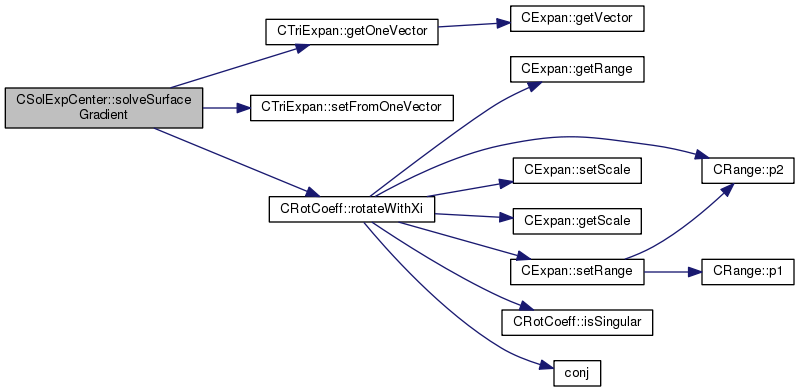 CSolExpCenter::solveSurface
Gradient
CTriExpan::getOneVector
CExpan::getVector
CTriExpan::setFromOneVector
CRotCoeff::rotateWithXi
CExpan::getRange
CRange::p2
CExpan::setScale
CExpan::getScale
CExpan::setRange
CRange::p1
CRotCoeff::isSingular
conj